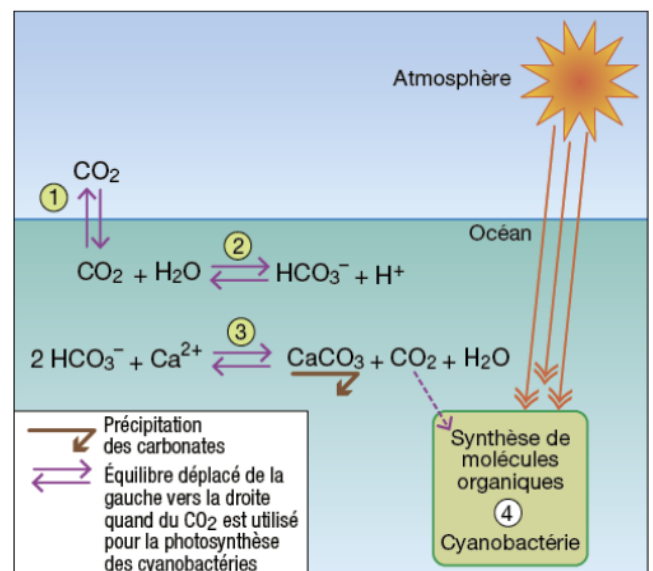 Atmosphère
CO₂
1
Océan
2
CO₂ + H₂O ⇌ HCO₃⁻ + H⁺
3
2 HCO₃⁻ + Ca²⁺ ⇌ CaCO₃ + CO₂ + H₂O
Précipitation
des carbonates
Équilibre déplacé de la
gauche vers la droite
quand du CO₂ est utilisé
pour la photosynthèse
des cyanobactéries
Synthèse de
molécules
organiques
4
Cyanobactérie